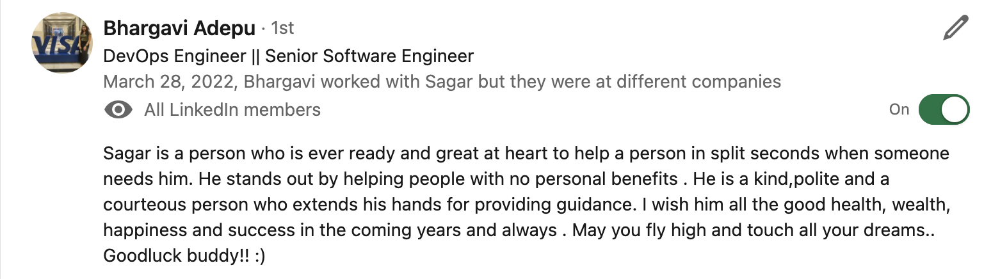 VISA
Bhargavi Adepu · 1st
DevOps Engineer || Senior Software Engineer
March 28, 2022, Bhargavi worked with Sagar but they were at different companies
All LinkedIn members
On
Sagar is a person who is ever ready and great at heart to help a person in split seconds when someone
needs him. He stands out by helping people with no personal benefits . He is a kind,polite and a
courteous person who extends his hands for providing guidance. I wish him all the good health, wealth,
happiness and success in the coming years and always . May you fly high and touch all your dreams..
Goodluck buddy!! :)